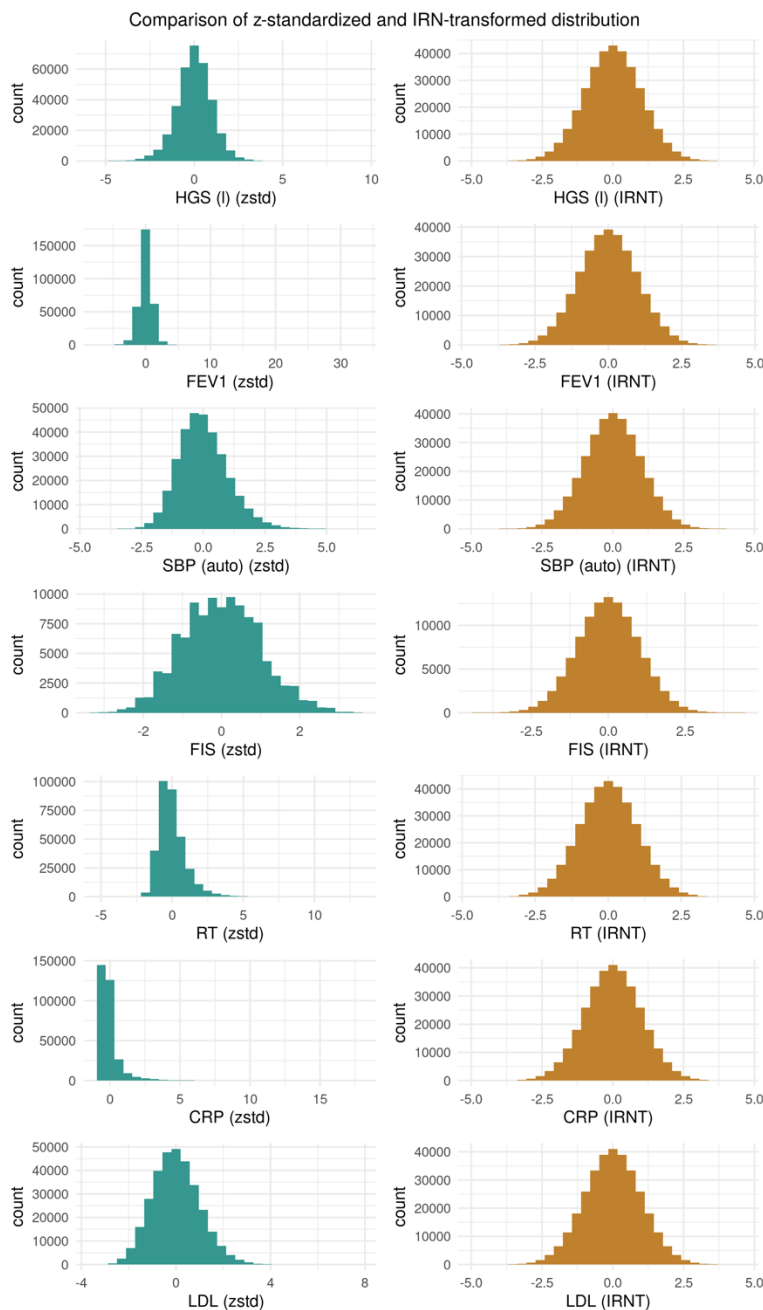 Comparison of z-standardized and IRN-transformed distribution
count
60000
40000
20000
0
-5 0 5 10
HGS (l) (zstd)
count
40000
30000
20000
10000
0
-5.0 -2.5 0.0 2.5 5.0
HGS (l) (IRNT)
count
150000
100000
50000
0
0 10 20 30
FEV1 (zstd)
count
40000
30000
20000
10000
0
-5.0 -2.5 0.0 2.5 5.0
FEV1 (IRNT)
count
50000
40000
30000
20000
10000
0
-5.0 -2.5 0.0 2.5 5.0
SBP (auto) (zstd)
count
40000
30000
20000
10000
0
-5.0 -2.5 0.0 2.5 5.0
SBP (auto) (IRNT)
count
10000
7500
5000
2500
0
-2 0 2
FIS (zstd)
count
10000
5000
0
-2.5 0.0 2.5
FIS (IRNT)
count
100000
75000
50000
25000
0
-5 0 5 10
RT (zstd)
count
40000
30000
20000
10000
0
-5.0 -2.5 0.0 2.5 5.0
RT (IRNT)
count
150000
100000
50000
0
0 5 10 15
CRP (zstd)
count
40000
30000
20000
10000
0
-5.0 -2.5 0.0 2.5 5.0
CRP (IRNT)
count
50000
40000
30000
20000
10000
0
-4 0 4 8
LDL (zstd)
count
40000
30000
20000
10000
0
-5.0 -2.5 0.0 2.5 5.0
LDL (IRNT)